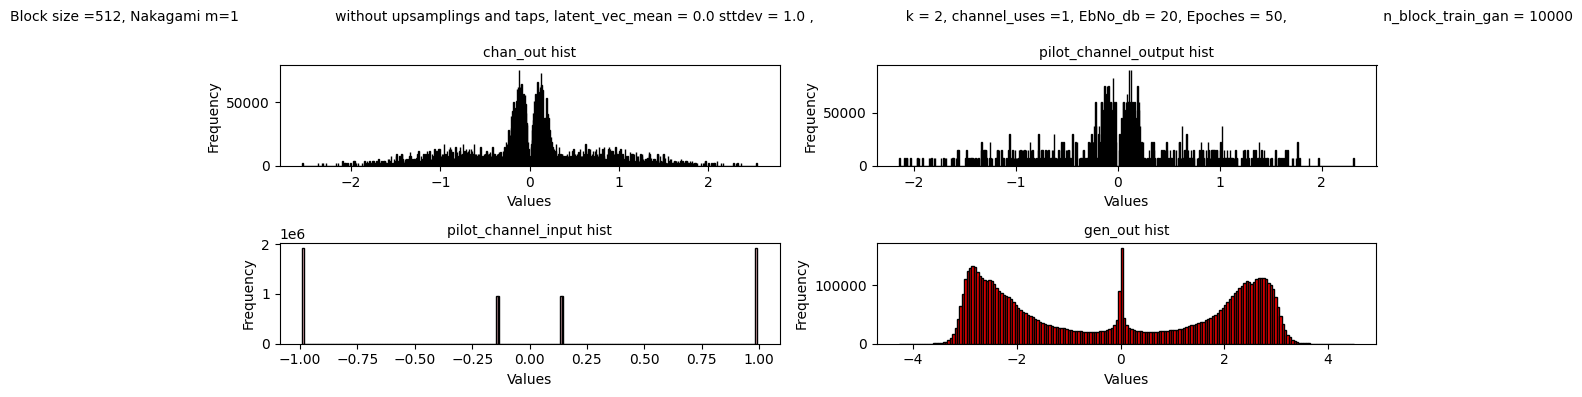 Block size =512, Nakagami m=1 without upsamplings and taps, latent_vec_mean = 0.0 sttdev = 1.0 , k = 2, channel_uses =1, EbNo_db = 20, Epoches = 50, n_block_train_gan = 10000
chan_out hist
pilot_channel_output hist
Frequency
50000
0
−2 −1 0 1 2
Values
Frequency
50000
0
−2 −1 0 1 2
Values
pilot_channel_input hist
gen_out hist
1e6
Frequency
2
1
0
−1.00 −0.75 −0.50 −0.25 0.00 0.25 0.50 0.75 1.00
Values
Frequency
100000
0
−4 −2 0 2 4
Values